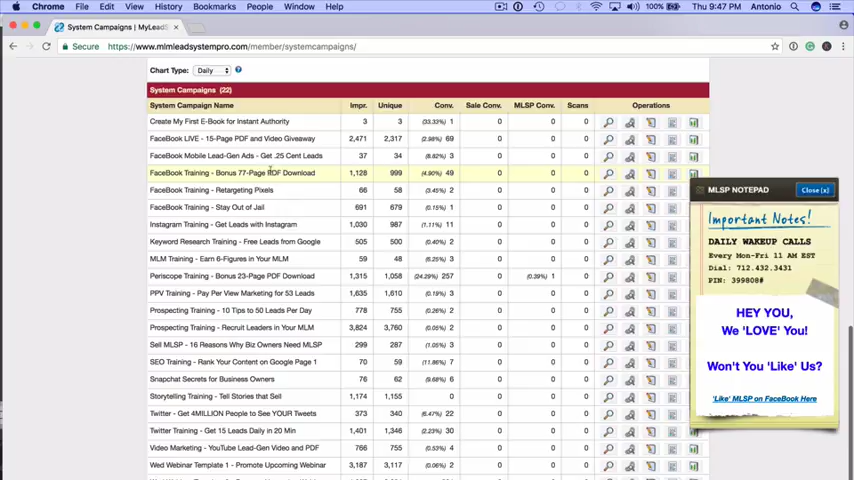 Chrome File Edit View History Bookmarks People Window Help 100% Thu 9:47 PM Antonio
System Campaigns | MyLeadS
Secure https://www.mlmleadsystempro.com/member/systemcampaigns/
Chart Type: Daily
System Campaigns (22)
System Campaign Name Impr. Unique Conv. Sale Conv. MLSP Conv. Scans Operations
Create My First E-Book for Instant Authority 3 3 (33.33%) 1 0 0 0
FaceBook LIVE - 15-Page PDF and Video Giveaway 2,471 2,317 (2.98%) 69 0 0 0
FaceBook Mobile Lead-Gen Ads - Get .25 Cent Leads 37 34 (8.82%) 3 0 0 0
FaceBook Training - Bonus 77-Page PDF Download 1,128 999 (4.90%) 49 0 0 0
FaceBook Training - Retargeting Pixels 66 58 (3.45%) 2 0 0 0
FaceBook Training - Stay Out of Jail 691 679 (0.15%) 1 0 0 0
Instagram Training - Get Leads with Instagram 1,030 987 (1.11%) 11 0 0 0
Keyword Research Training - Free Leads from Google 505 500 (0.40%) 2 0 0 0
MLM Training - Earn 6-Figures in Your MLM 59 48 (6.25%) 3 0 0 0
Periscope Training - Bonus 23-Page PDF Download 1,315 1,058 (24.29%) 257 0 (0.39%) 1 0
PPV Training - Pay Per View Marketing for 53 Leads 1,635 1,610 (0.19%) 3 0 0 0
Prospecting Training - 10 Tips to 50 Leads Per Day 778 755 (0.26%) 2 0 0 0
Prospecting Training - Recruit Leaders in Your MLM 3,824 3,760 (0.05%) 2 0 0 0
Sell MLSP - 16 Reasons Why Biz Owners Need MLSP 299 287 (1.05%) 3 0 0 0
SEO Training - Rank Your Content on Google Page 1 70 59 (11.86%) 7 0 0 0
Snapchat Secrets for Business Owners 76 62 (9.68%) 6 0 0 0
Storytelling Training - Tell Stories that Sell 1,174 1,155 0 0 0 0
Twitter - Get 4MILLION People to See YOUR Tweets 373 340 (6.47%) 22 0 0 0
Twitter Training - Get 15 Leads Daily in 20 Min 1,401 1,346 (2.23%) 30 0 0 0
Video Marketing - YouTube Lead-Gen Video and PDF 766 755 (0.53%) 4 0 0 0
Wed Webinar Template 1 - Promote Upcoming Webinar 3,187 3,117 (0.06%) 2 0 0 0
MLSP NOTEPAD Close [x]
Important Notes!
DAILY WAKEUP CALLS
Every Mon-Fri 11 AM EST
Dial: 712.432.3431
PIN: 399808#
HEY YOU,
We 'LOVE' You!
Won't You 'Like' Us?
'Like' MLSP on FaceBook Here